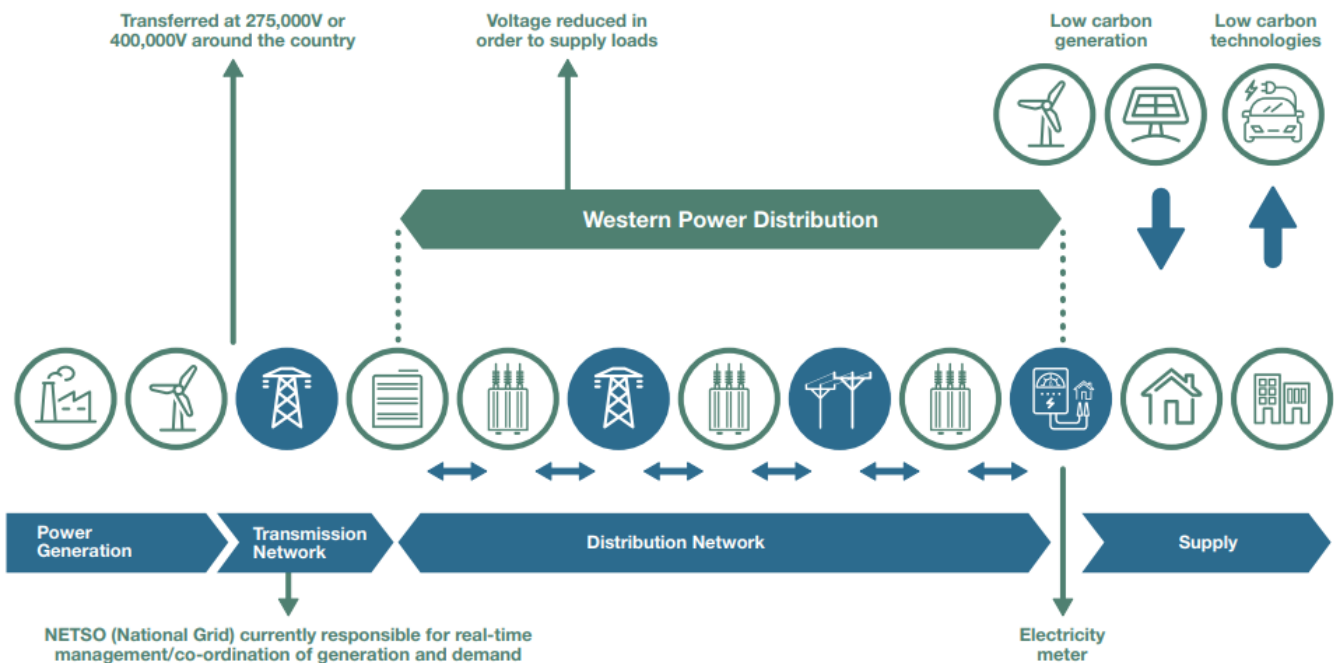 Transferred at 275,000V or
400,000V around the country
Voltage reduced in
order to supply loads
Low carbon
generation
Low carbon
technologies
Western Power Distribution
Power
Generation
Transmission
Network
Distribution Network
Supply
NETSO (National Grid) currently responsible for real-time
management/co-ordination of generation and demand
Electricity
meter